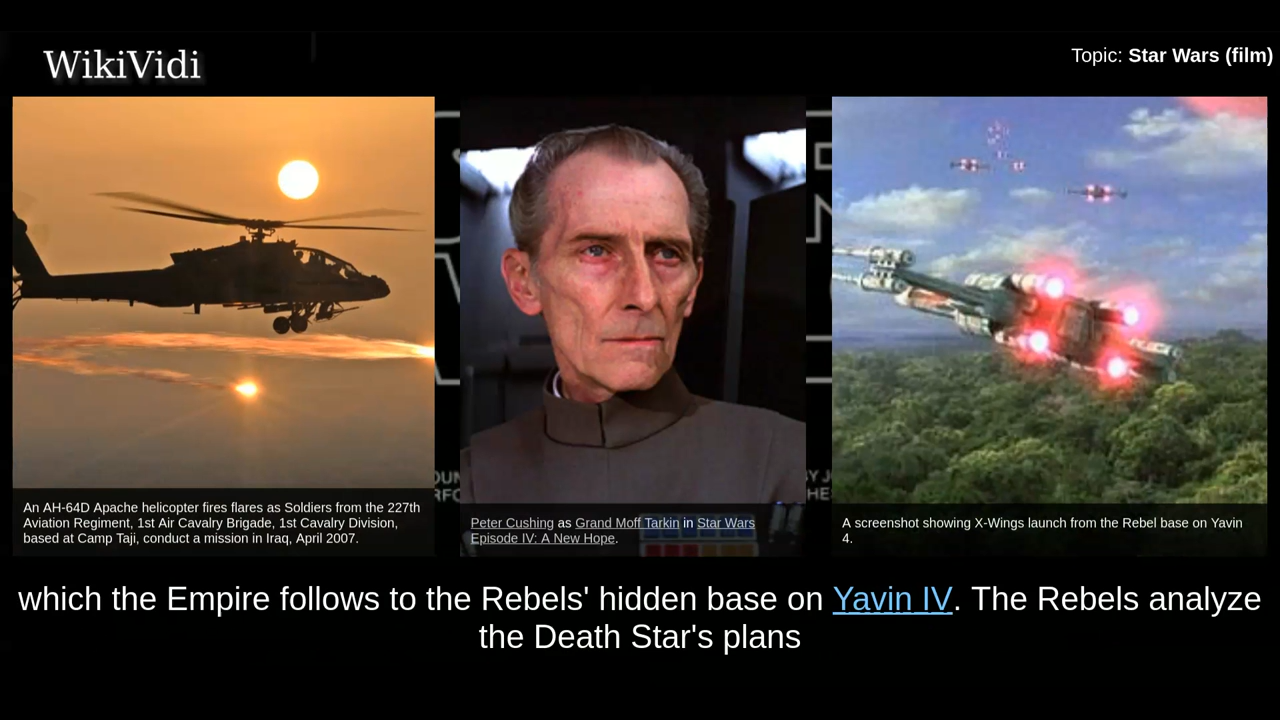 WikiVidi
Topic: Star Wars (film)
An AH-64D Apache helicopter fires flares as Soldiers from the 227th
Aviation Regiment, 1st Air Cavalry Brigade, 1st Cavalry Division,
based at Camp Taji, conduct a mission in Iraq, April 2007.
Peter Cushing as Grand Moff Tarkin in Star Wars
Episode IV: A New Hope.
A screenshot showing X-Wings launch from the Rebel base on Yavin
4.
which the Empire follows to the Rebels' hidden base on Yavin IV. The Rebels analyze
the Death Star's plans